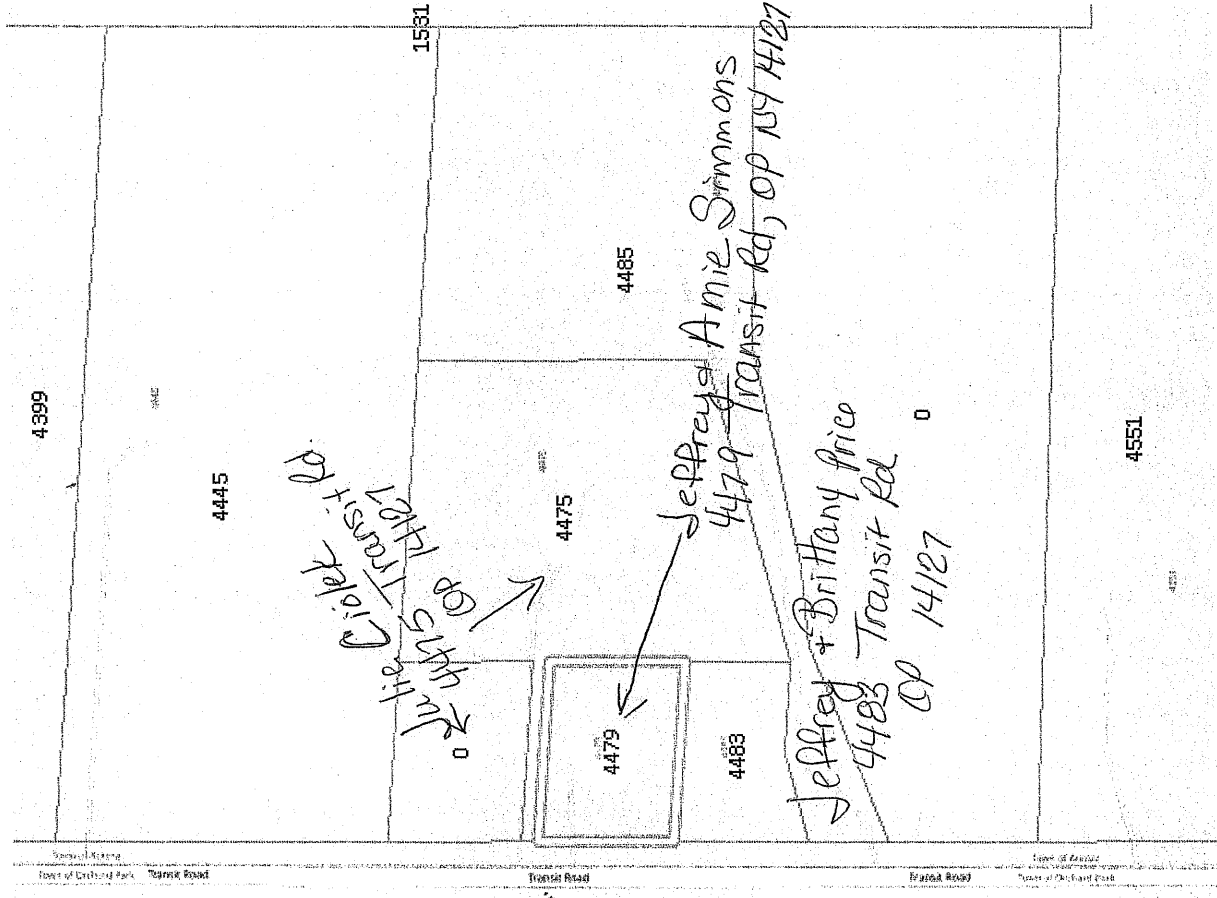 4399
1531
4445
4485
4475
4479
4483
0
0
4551
Julie
4475 Transit Rd.
OP 14127
Jeffrey & Amie Simmons
4479 Transit Rd, OP NY 14127
Jeffrey + Brittany Price
4483 Transit Rd
OP 14127
Town of Orchard Park
Transit Road
Transit Road
Transit Road
Town of Orchard Park